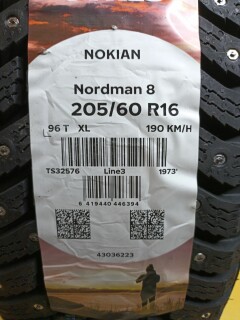 NOKIAN
Nordman 8
205/60 R16
96 T XL 190 KM/H
TS32576 Line3 1973'
6 419440 446394
43036223